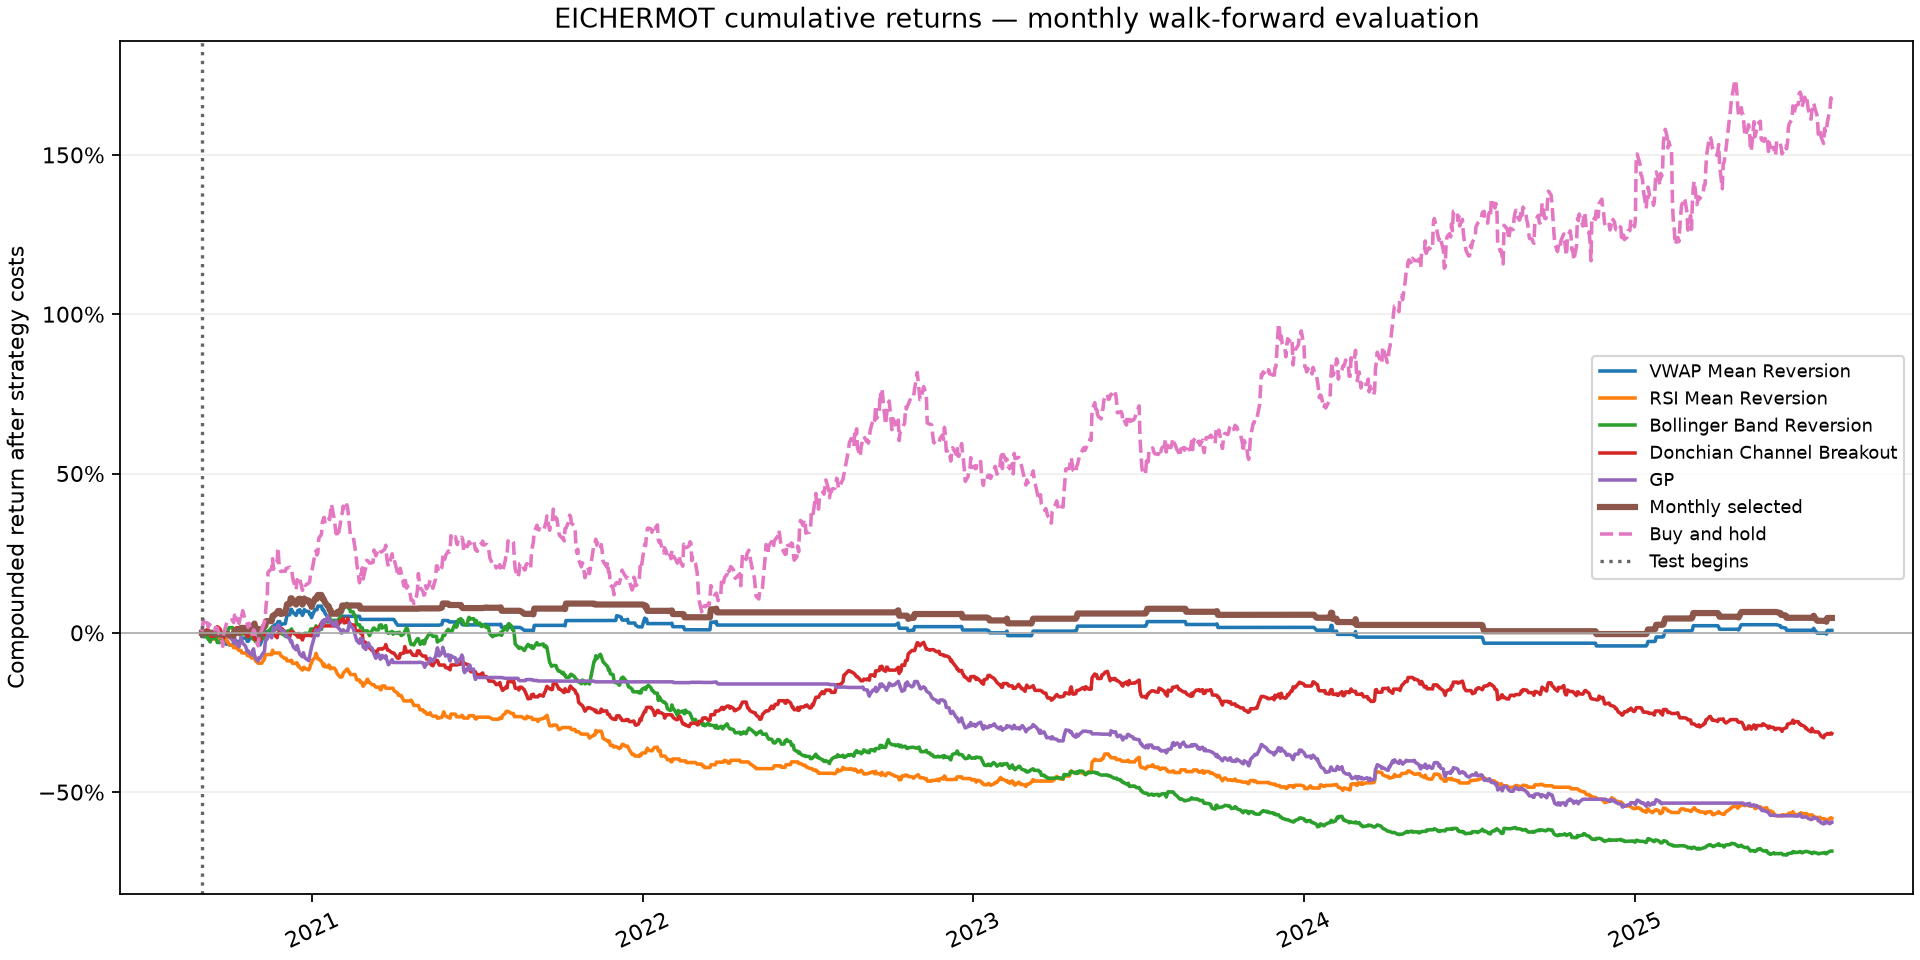 EICHERMOT cumulative returns — monthly walk-forward evaluation
Compounded return after strategy costs
150%
100%
50%
0%
−50%
VWAP Mean Reversion
RSI Mean Reversion
Bollinger Band Reversion
Donchian Channel Breakout
GP
Monthly selected
Buy and hold
Test begins
2021
2022
2023
2024
2025